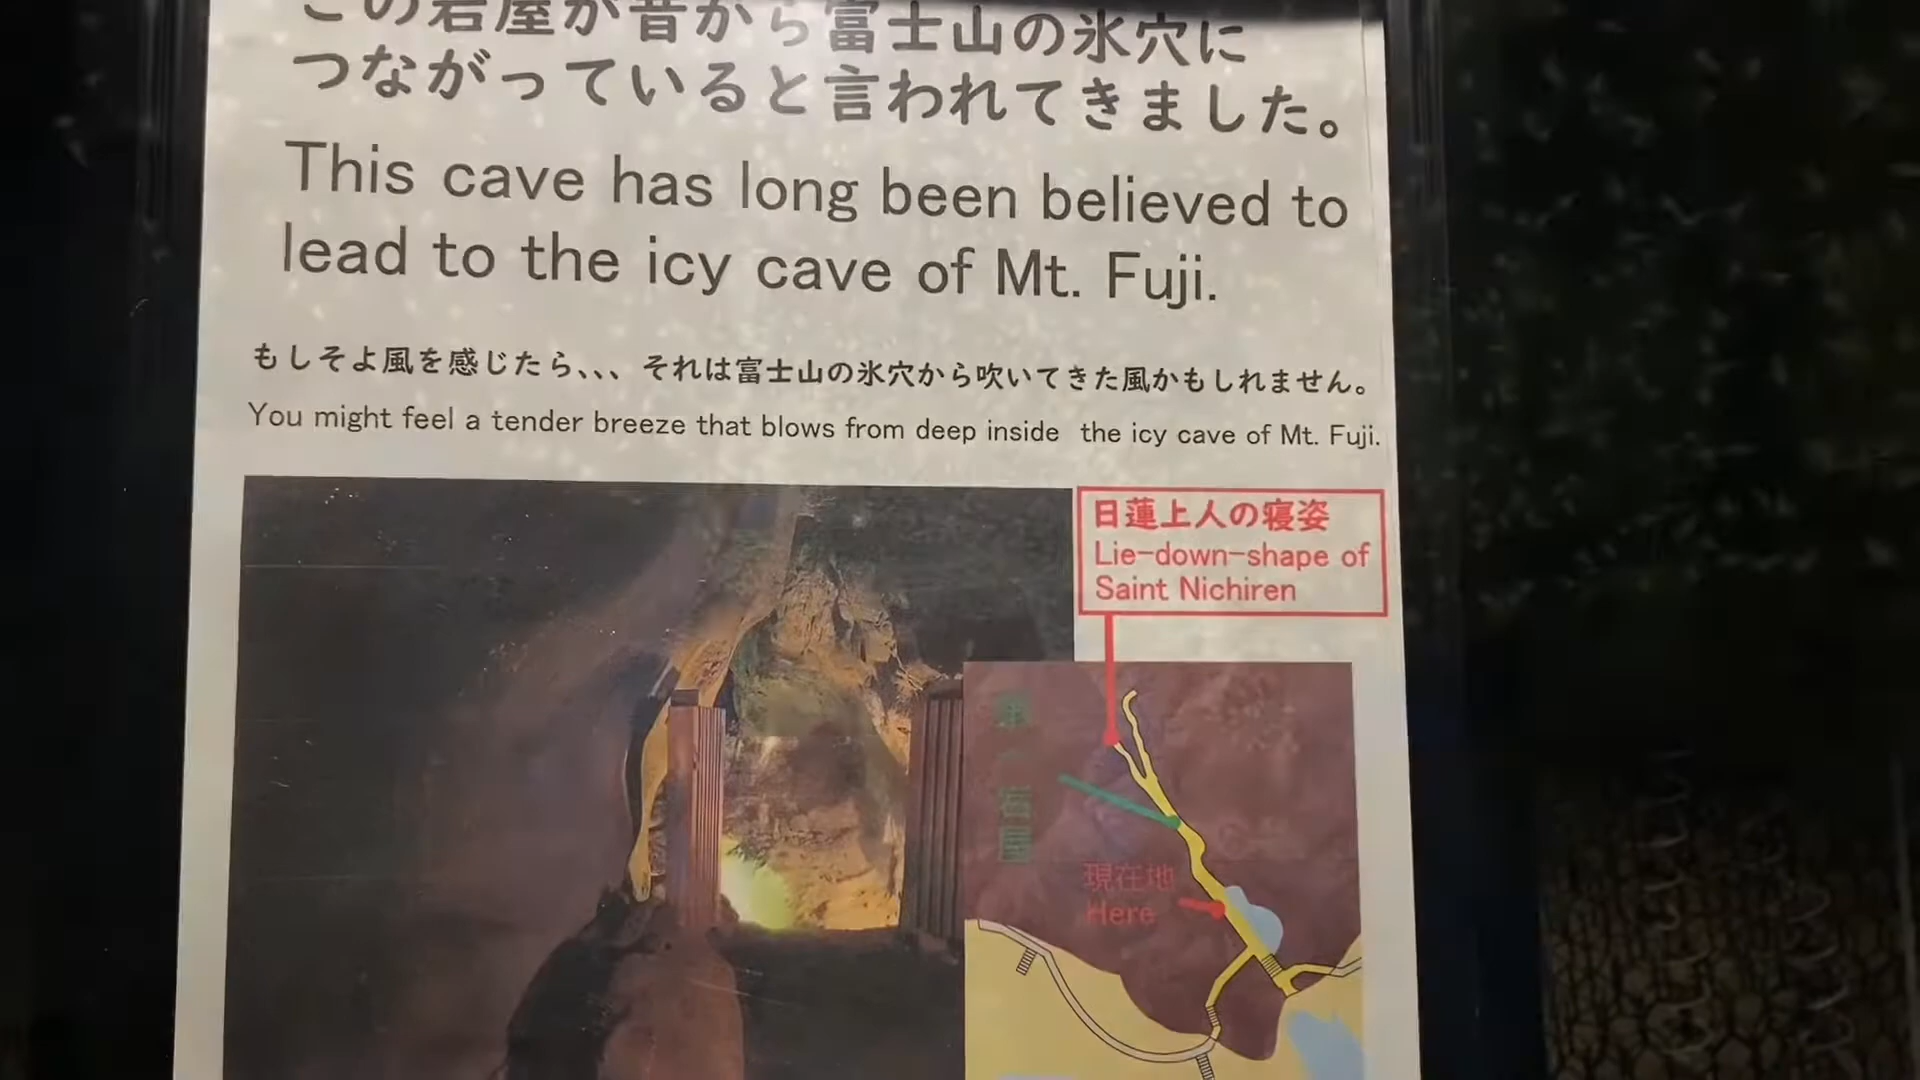 この岩屋が昔から富士山の氷穴に
つながっていると言われてきました。
This cave has long been believed to
lead to the icy cave of Mt. Fuji.
もしそよ風を感じたら、、、それは富士山の氷穴から吹いてきた風かもしれません。
You might feel a tender breeze that blows from deep inside the icy cave of Mt. Fuji.
日蓮上人の寝姿
Lie-down-shape of
Saint Nichiren
岩屋
現在地
Here